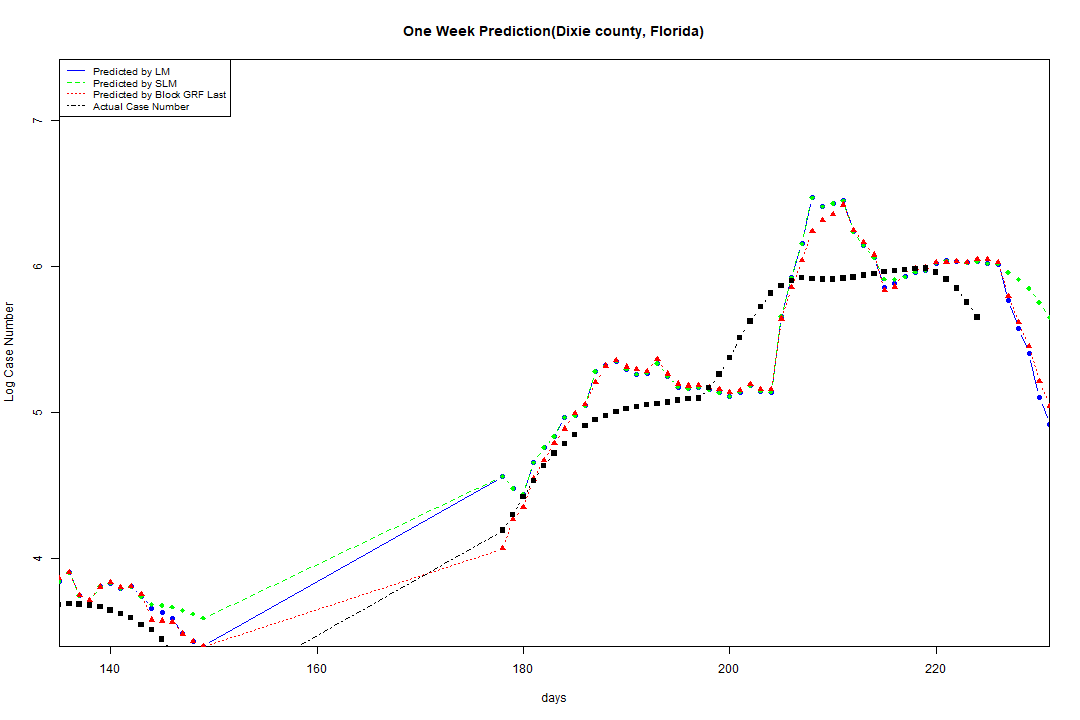 One Week Prediction(Dixie county, Florida)
Predicted by LM
Predicted by SLM
Predicted by Block GRF Last
Actual Case Number
7
6
5
4
Log Case Number
140 160 180 200 220
days